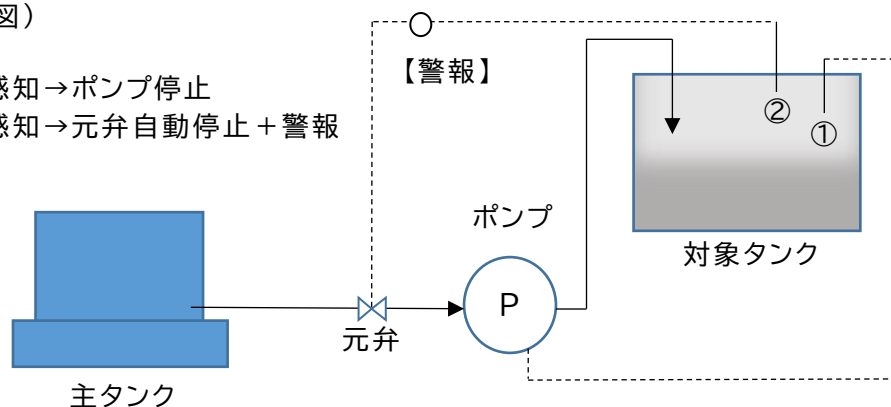 図）
感知→ポンプ停止
感知→元弁自動停止＋警報
【警報】
②
①
ポンプ
対象タンク
P
元弁
主タンク